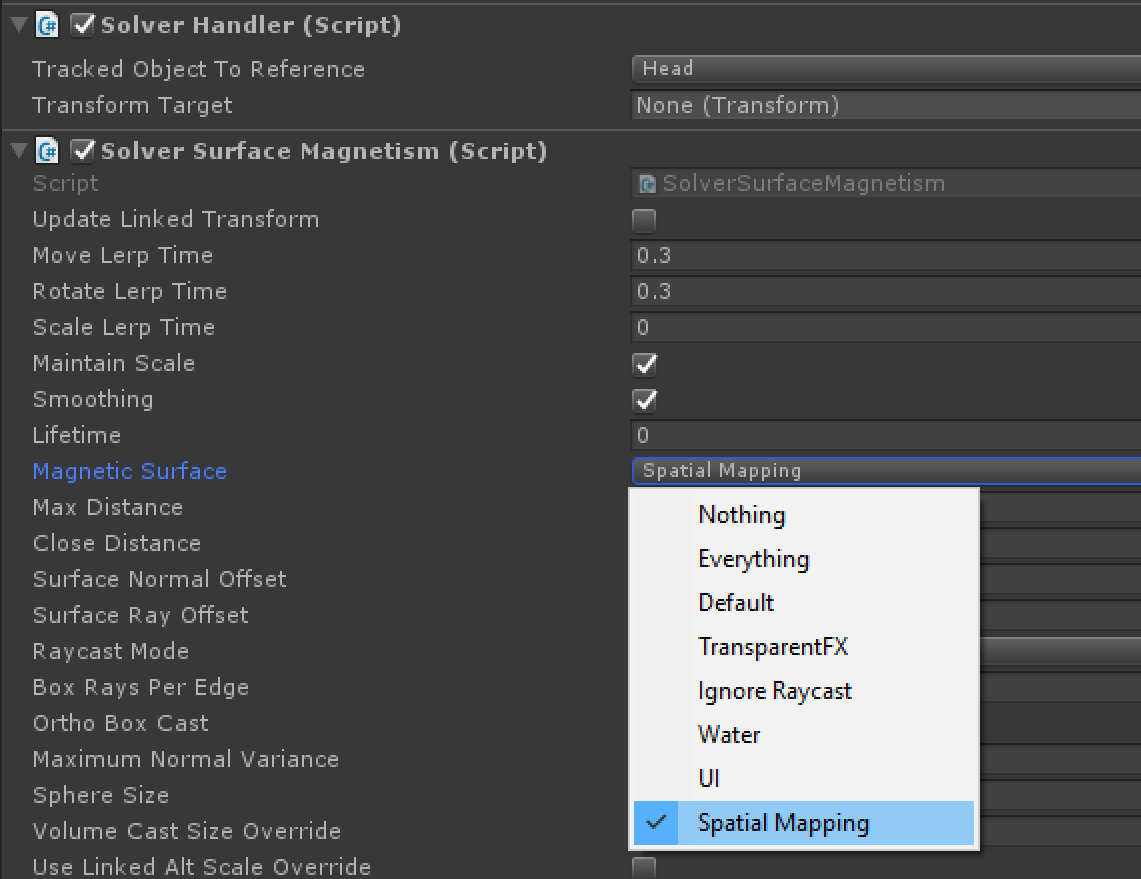 Solver Handler (Script)
Tracked Object To Reference Head
Transform Target None (Transform)
Solver Surface Magnetism (Script)
Script SolverSurfaceMagnetism
Update Linked Transform
Move Lerp Time 0.3
Rotate Lerp Time 0.3
Scale Lerp Time 0
Maintain Scale
Smoothing
Lifetime 0
Magnetic Surface Spatial Mapping
Max Distance
Nothing
Close Distance
Everything
Surface Normal Offset
Default
Surface Ray Offset
Raycast Mode
TransparentFX
Box Rays Per Edge
Ignore Raycast
Ortho Box Cast
Water
Maximum Normal Variance
UI
Sphere Size
Spatial Mapping
Volume Cast Size Override
Use Linked Alt Scale Override